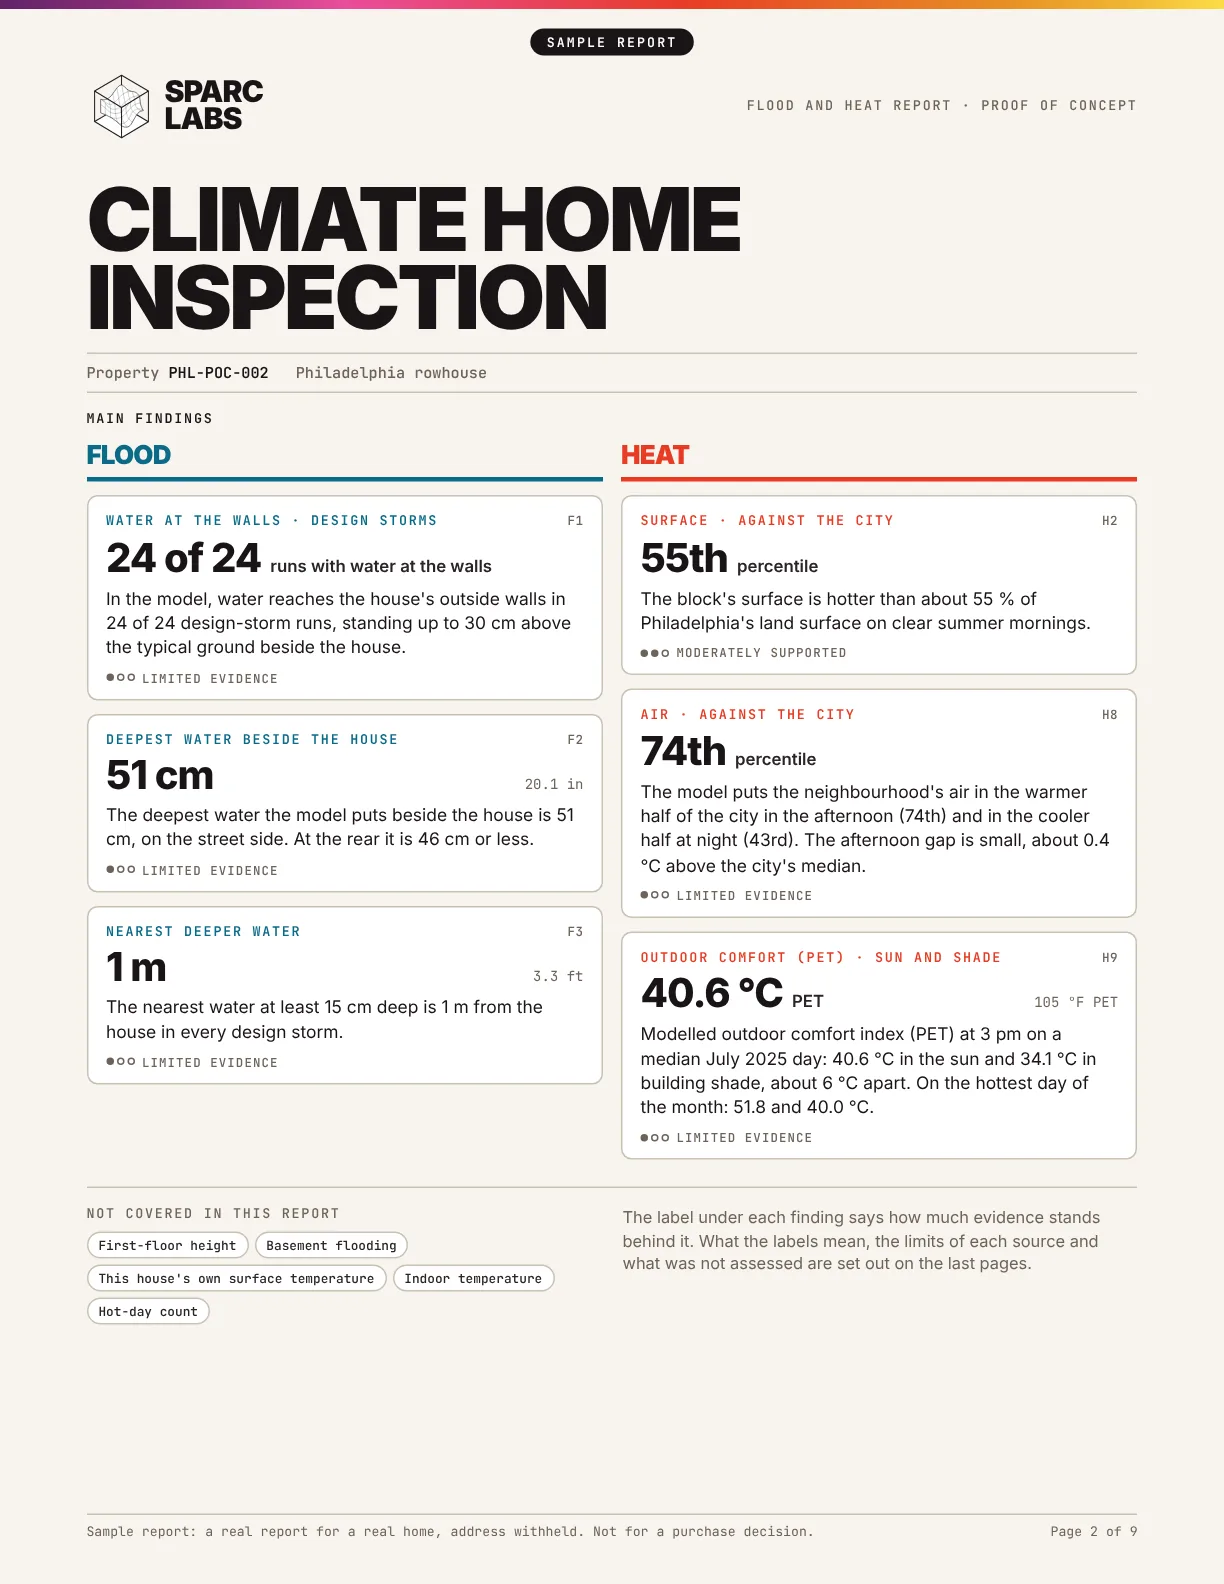 SAMPLE REPORT
SPARC
LABS
FLOOD AND HEAT REPORT · PROOF OF CONCEPT
CLIMATE HOME
INSPECTION
Property PHL-POC-002 Philadelphia rowhouse
MAIN FINDINGS
FLOOD
WATER AT THE WALLS · DESIGN STORMS F1
24 of 24 runs with water at the walls
In the model, water reaches the house's outside walls in
24 of 24 design-storm runs, standing up to 30 cm above
the typical ground beside the house.
LIMITED EVIDENCE
DEEPEST WATER BESIDE THE HOUSE F2
51 cm 20.1 in
The deepest water the model puts beside the house is 51
cm, on the street side. At the rear it is 46 cm or less.
LIMITED EVIDENCE
NEAREST DEEPER WATER F3
1 m 3.3 ft
The nearest water at least 15 cm deep is 1 m from the
house in every design storm.
LIMITED EVIDENCE
HEAT
SURFACE · AGAINST THE CITY H2
55th percentile
The block's surface is hotter than about 55 % of
Philadelphia's land surface on clear summer mornings.
MODERATELY SUPPORTED
AIR · AGAINST THE CITY H8
74th percentile
The model puts the neighbourhood's air in the warmer
half of the city in the afternoon (74th) and in the cooler
half at night (43rd). The afternoon gap is small, about 0.4
°C above the city's median.
LIMITED EVIDENCE
OUTDOOR COMFORT (PET) · SUN AND SHADE H9
40.6 °C PET 105 °F PET
Modelled outdoor comfort index (PET) at 3 pm on a
median July 2025 day: 40.6 °C in the sun and 34.1 °C in
building shade, about 6 °C apart. On the hottest day of
the month: 51.8 and 40.0 °C.
LIMITED EVIDENCE
NOT COVERED IN THIS REPORT
First-floor height Basement flooding
This house's own surface temperature Indoor temperature
Hot-day count
The label under each finding says how much evidence stands
behind it. What the labels mean, the limits of each source and
what was not assessed are set out on the last pages.
Sample report: a real report for a real home, address withheld. Not for a purchase decision. Page 2 of 9